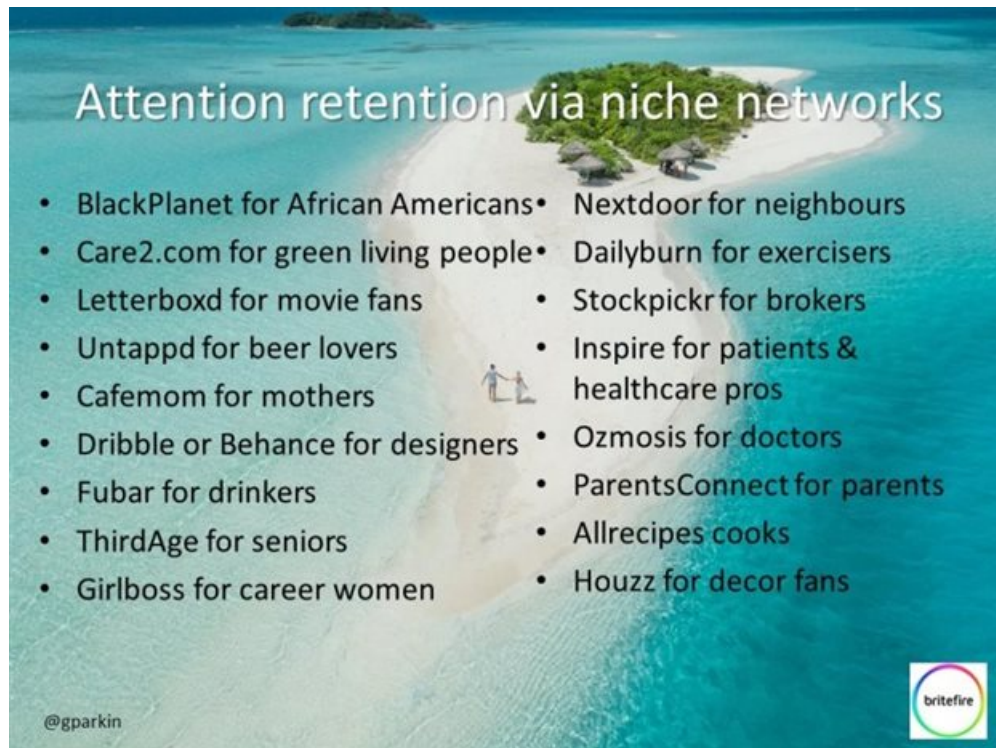 Attention retention via niche networks
• BlackPlanet for African Americans
• Care2.com for green living people
• Letterboxd for movie fans
• Untappd for beer lovers
• Cafemom for mothers
• Dribble or Behance for designers
• Fubar for drinkers
• ThirdAge for seniors
• Girlboss for career women
• Nextdoor for neighbours
• Dailyburn for exercisers
• Stockpickr for brokers
• Inspire for patients &
healthcare pros
• Ozmosis for doctors
• ParentsConnect for parents
• Allrecipes cooks
• Houzz for decor fans
@gparkin
britefire